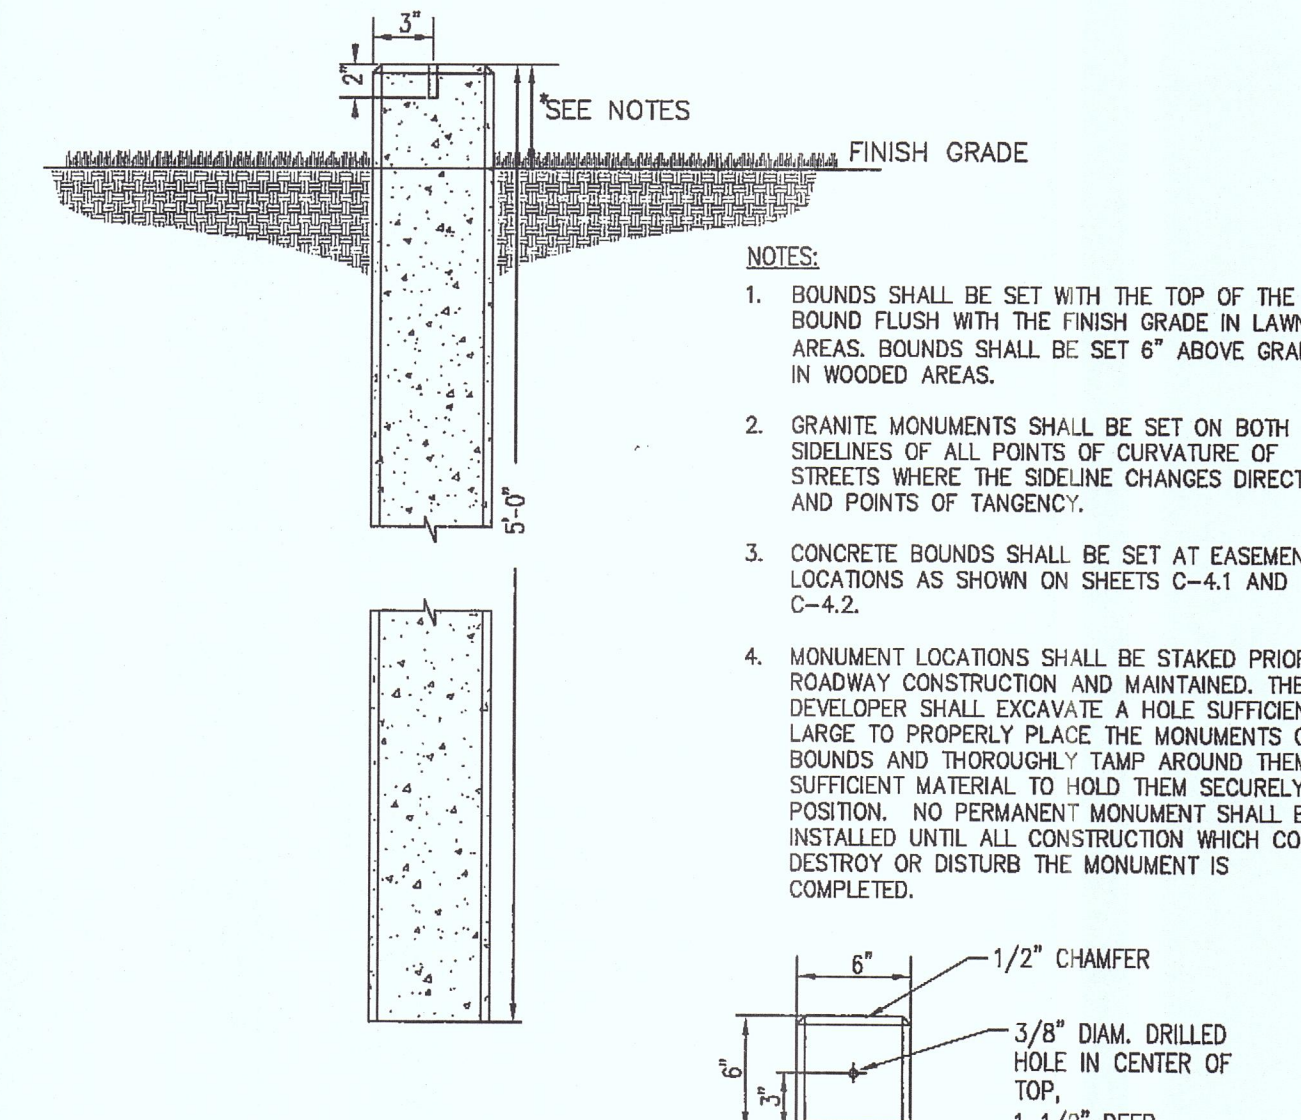 3"
2"
*SEE NOTES
FINISH GRADE
5'-0"
NOTES:
1. BOUNDS SHALL BE SET WITH THE TOP OF THE
BOUND FLUSH WITH THE FINISH GRADE IN LAWN
AREAS. BOUNDS SHALL BE SET 6" ABOVE
IN WOODED AREAS.
2. GRANITE MONUMENTS SHALL BE SET ON BOTH
SIDELINES OF ALL POINTS OF CURVATURE OF
STREETS WHERE THE SIDELINE CHANGES
AND POINTS OF TANGENCY.
3. CONCRETE BOUNDS SHALL BE SET AT
LOCATIONS AS SHOWN ON SHEETS C-4.1 AND
C-4.2.
4. MONUMENT LOCATIONS SHALL BE STAKED
ROADWAY CONSTRUCTION AND MAINTAINED. THE
DEVELOPER SHALL EXCAVATE A HOLE
LARGE TO PROPERLY PLACE THE MONUMENTS
BOUNDS AND THOROUGHLY TAMP AROUND
SUFFICIENT MATERIAL TO HOLD THEM SECURELY
POSITION. NO PERMANENT MONUMENT SHALL
INSTALLED UNTIL ALL CONSTRUCTION WHICH
DESTROY OR DISTURB THE MONUMENT IS
COMPLETED.
6"
1/2" CHAMFER
6"
3"
3/8" DIAM. DRILLED
HOLE IN CENTER OF
TOP,